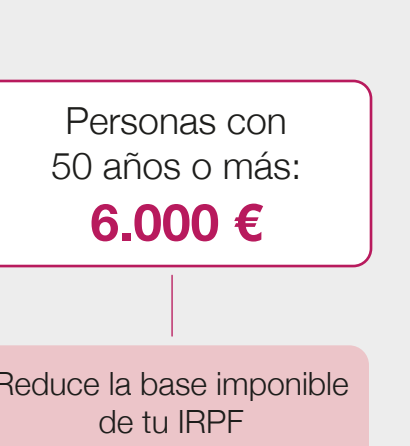 Personas con
50 años o más:
6.000 €
Reduce la base imponible
de tu IRPF